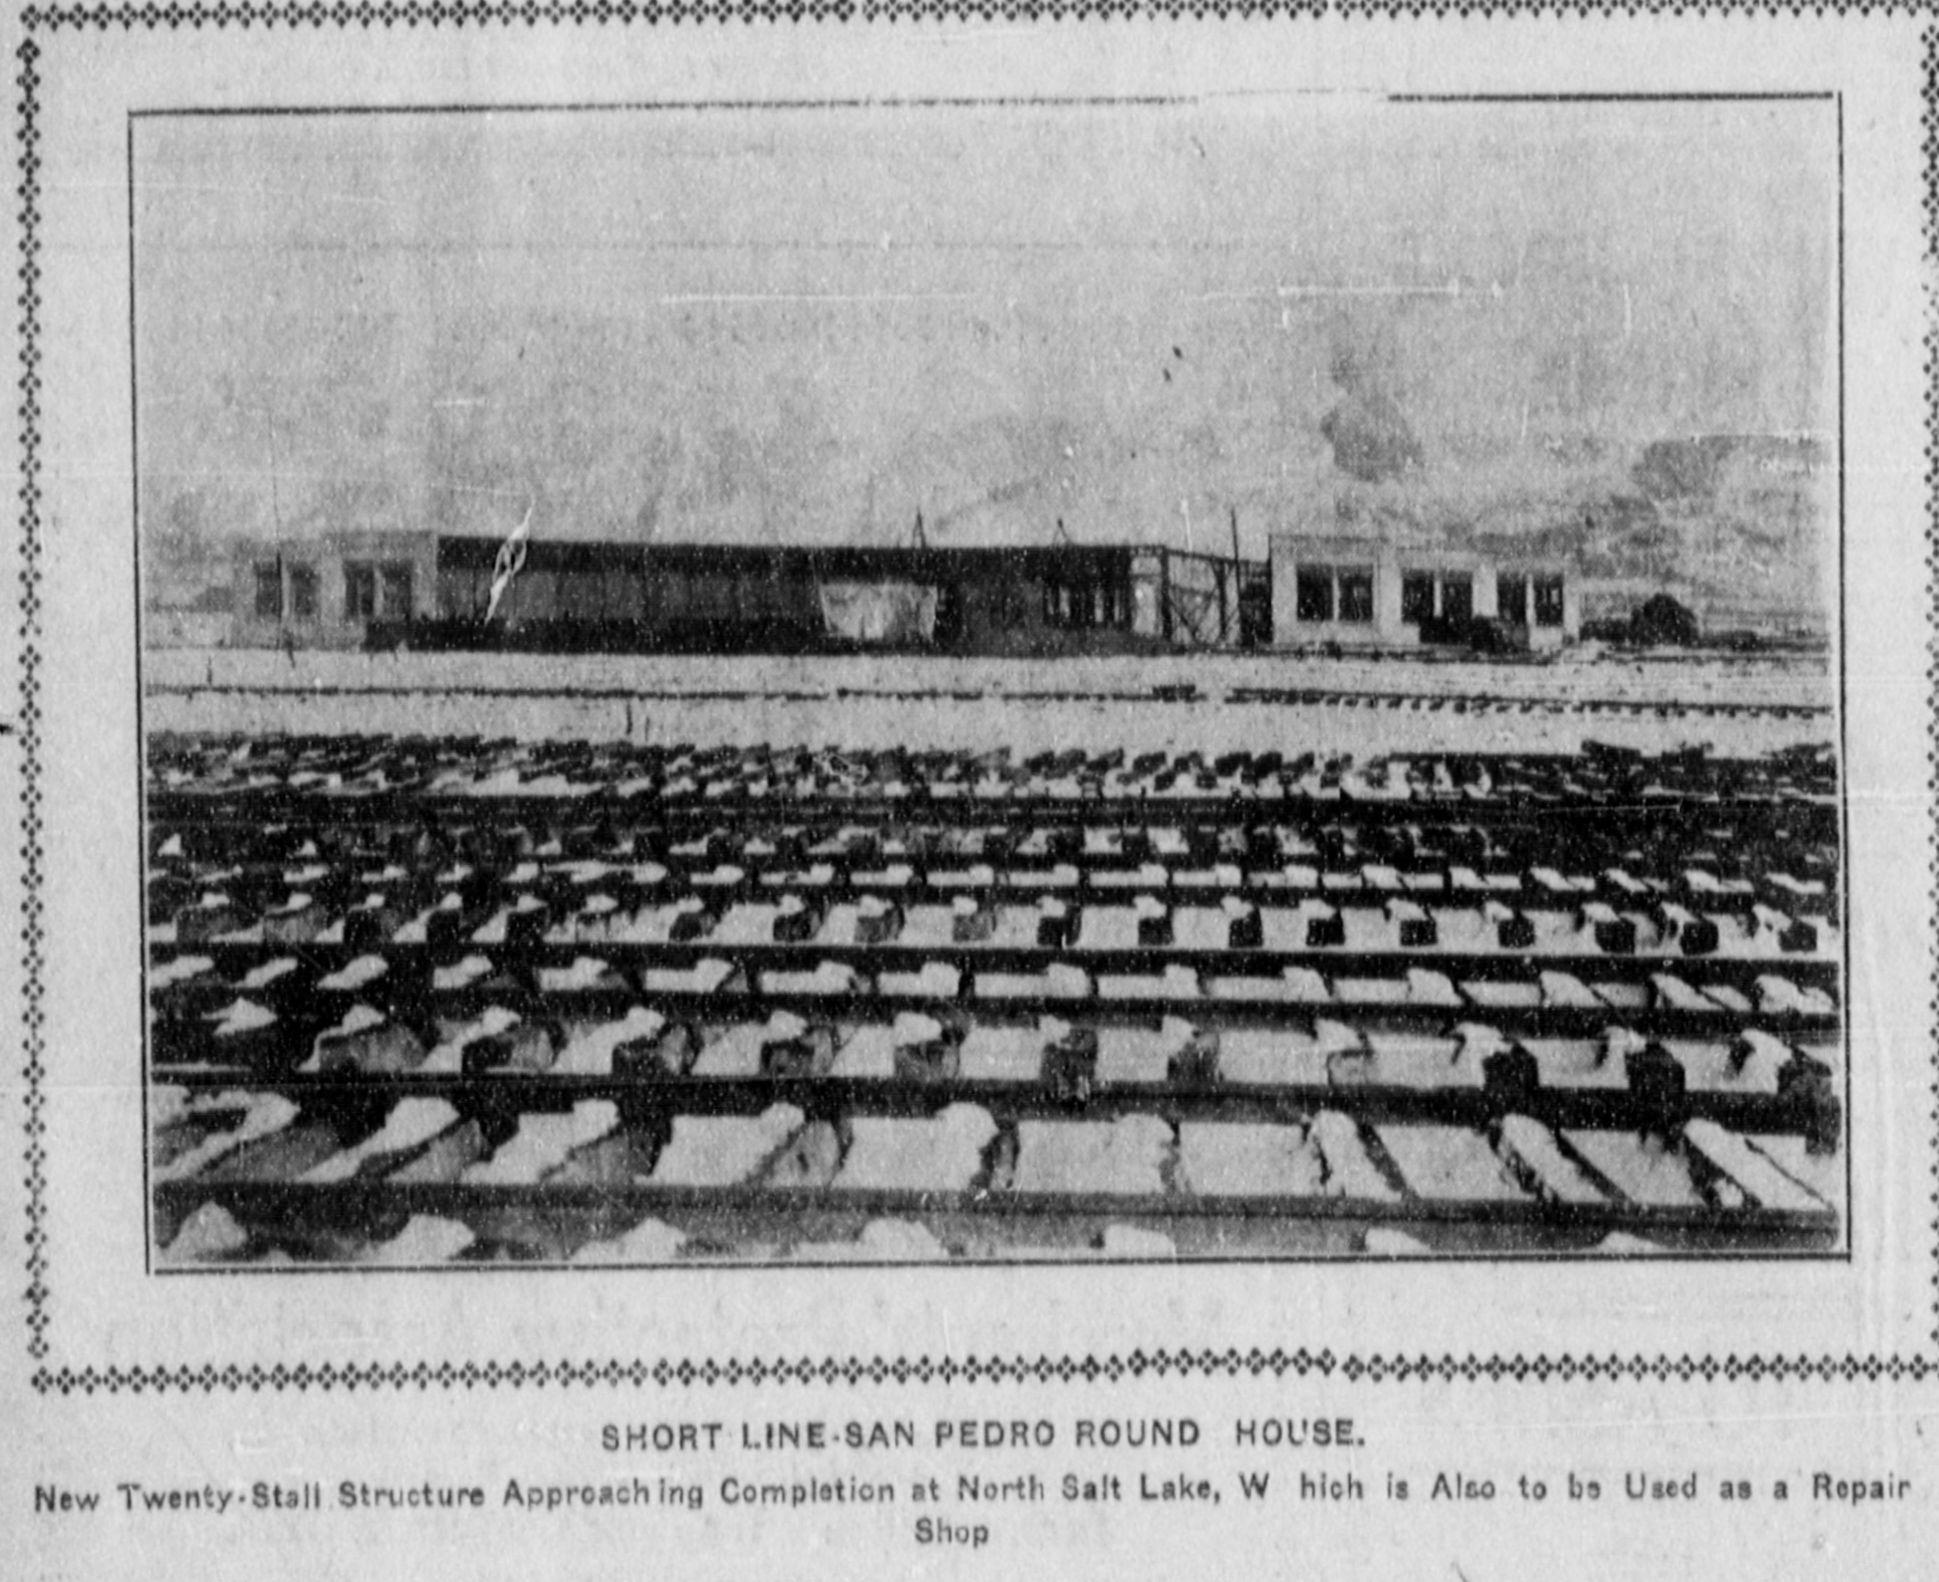 SHORT LINE-SAN PEDRO ROUND HOUSE.
New Twenty-Stall Structure Approaching Completion at North Salt Lake, W hich is Also to be Used as a Repair
Shop